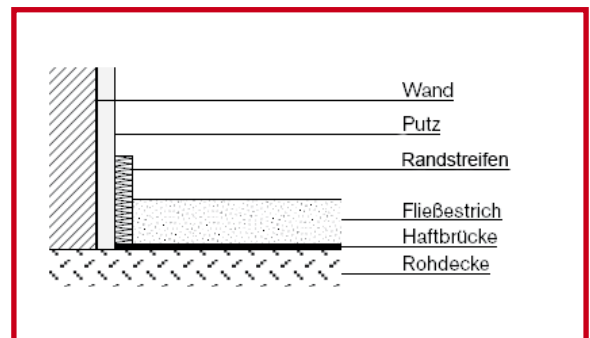 Wand
Putz
Randstreifen
Fließestrich
Haftbrücke
Rohdecke